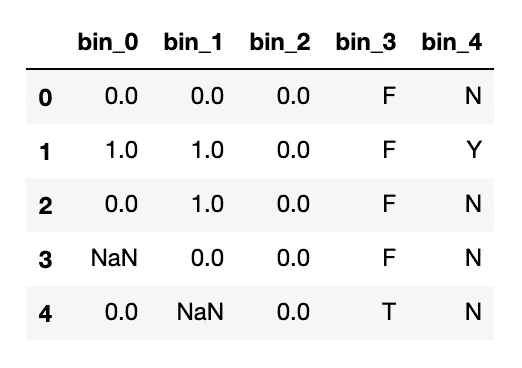 bin_0 bin_1 bin_2 bin_3 bin_4
0 0.0 0.0 0.0 F N
1 1.0 1.0 0.0 F Y
2 0.0 1.0 0.0 F N
3 NaN 0.0 0.0 F N
4 0.0 NaN 0.0 T N